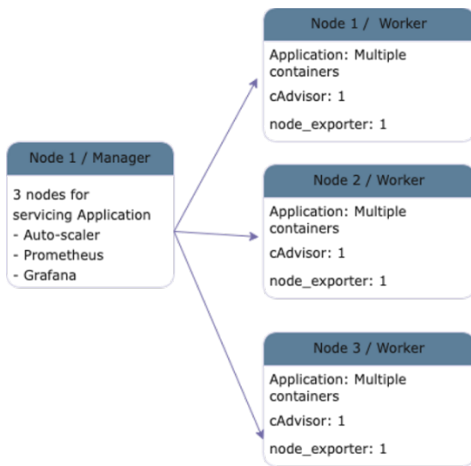 Node 1 / Manager
3 nodes for
servicing Application
- Auto-scaler
- Prometheus
- Grafana
Node 1 / Worker
Application: Multiple
containers
cAdvisor: 1
node_exporter: 1
Node 2 / Worker
Application: Multiple
containers
cAdvisor: 1
node_exporter: 1
Node 3 / Worker
Application: Multiple
containers
cAdvisor: 1
node_exporter: 1